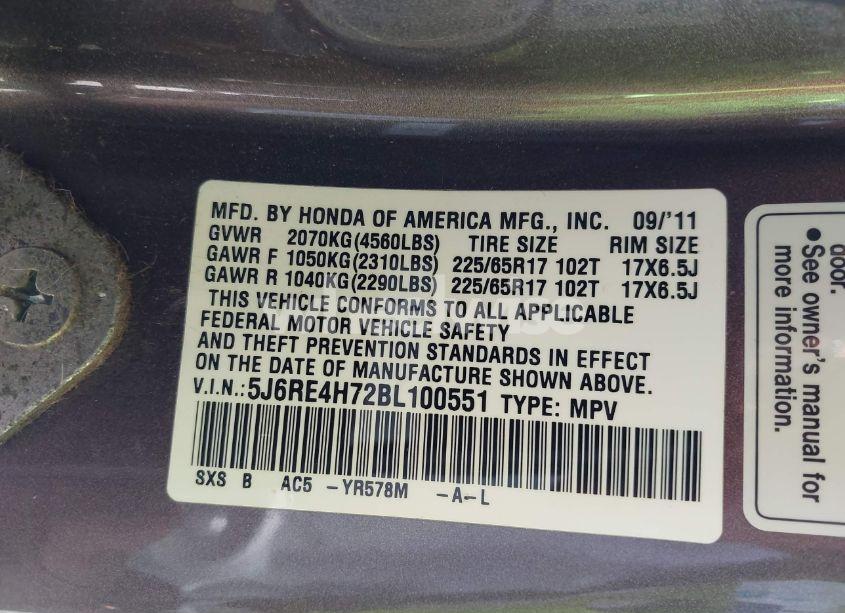 MFD. BY HONDA OF AMERICA MFG., INC. 09/'11
GVWR 2070KG(4560LBS) TIRE SIZE RIM SIZE
GAWR F 1050KG(2310LBS) 225/65R17 102T 17X6.5J
GAWR R 1040KG(2290LBS) 225/65R17 102T 17X6.5J
THIS VEHICLE CONFORMS TO ALL APPLICABLE
FEDERAL MOTOR VEHICLE SAFETY
AND THEFT PREVENTION STANDARDS IN EFFECT
ON THE DATE OF MANUFACTURE SHOWN ABOVE.
V.I.N.: 5J6RE4H72BL100551 TYPE: MPV
SXS B AC5 -YR578M -A-L
door.
● See owner's manual for
more information.